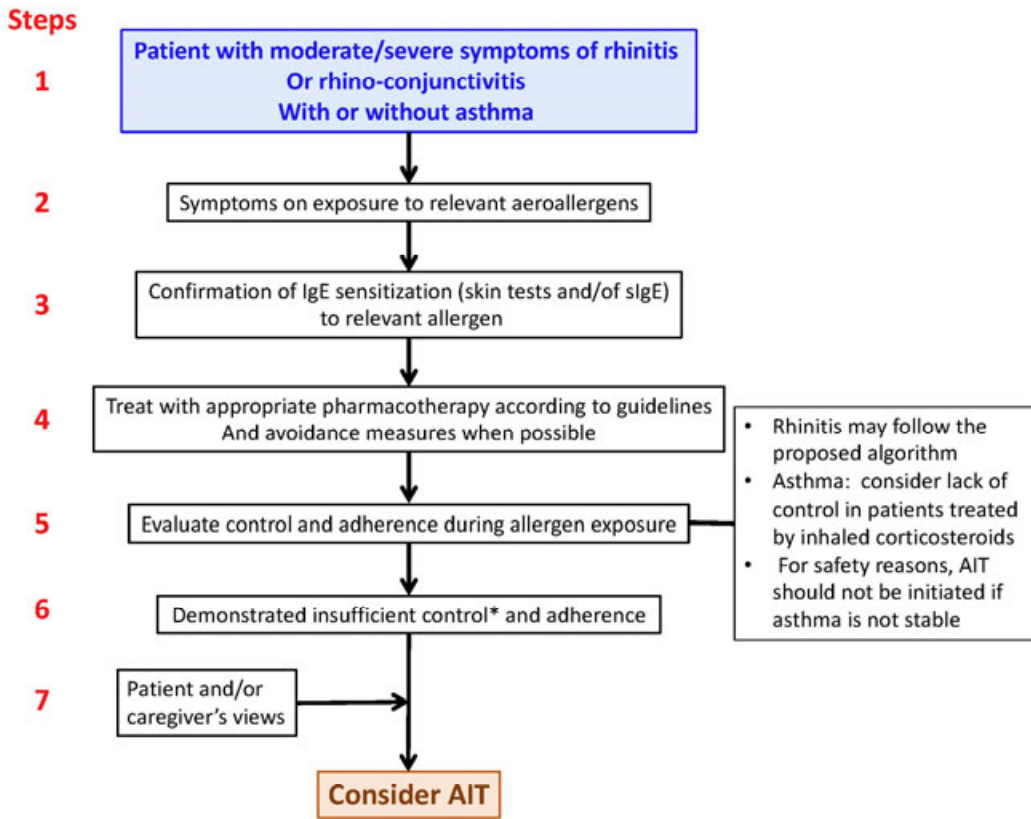 Steps
1
Patient with moderate/severe symptoms of rhinitis
Or rhino-conjunctivitis
With or without asthma
2
Symptoms on exposure to relevant aeroallergens
3
Confirmation of IgE sensitization (skin tests and/of sIgE)
to relevant allergen
4
Treat with appropriate pharmacotherapy according to guidelines
And avoidance measures when possible
5
Evaluate control and adherence during allergen exposure
• Rhinitis may follow the
proposed algorithm
• Asthma: consider lack of
control in patients treated
by inhaled corticosteroids
• For safety reasons, AIT
should not be initiated if
asthma is not stable
6
Demonstrated insufficient control* and adherence
7
Patient and/or
caregiver’s views
Consider AIT